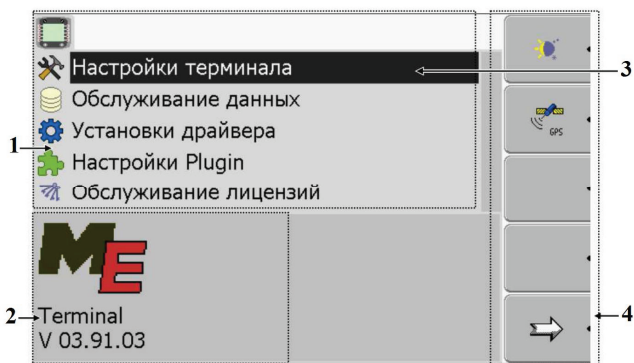 Настройки терминала
3
Обслуживание данных
Установки драйвера
GPS
1
Настройки Plugin
Обслуживание лицензий
ME
2
Terminal
4
V 03.91.03